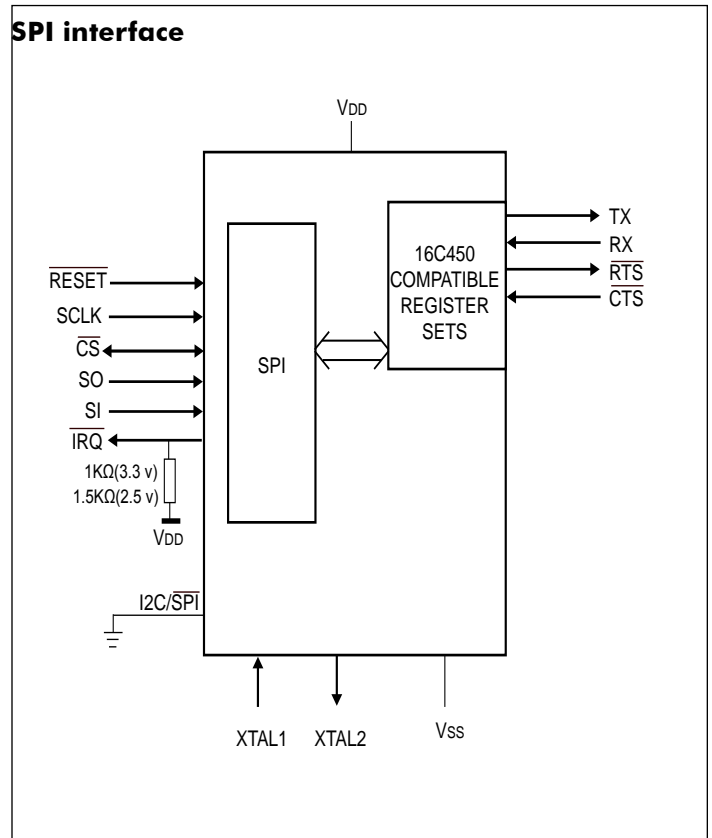 SPI interface
VDD
RESET
SCLK
CS
SO
SI
IRQ
1KΩ(3.3 v)
1.5KΩ(2.5 v)
VDD
I2C/SPI
SPI
16C450
COMPATIBLE
REGISTER
SETS
TX
RX
RTS
CTS
XTAL1
XTAL2
VSS